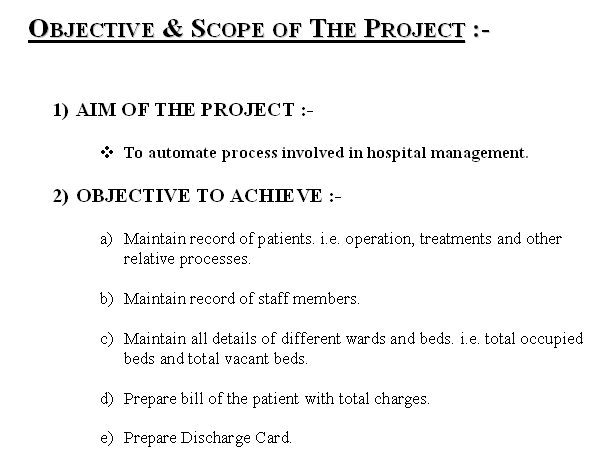 OBJECTIVE & SCOPE OF THE PROJECT :-
1) AIM OF THE PROJECT :-
❖ To automate process involved in hospital management.
2) OBJECTIVE TO ACHIEVE :-
a) Maintain record of patients. i.e. operation, treatments and other
relative processes.
b) Maintain record of staff members.
c) Maintain all details of different wards and beds. i.e. total occupied
beds and total vacant beds.
d) Prepare bill of the patient with total charges.
e) Prepare Discharge Card.